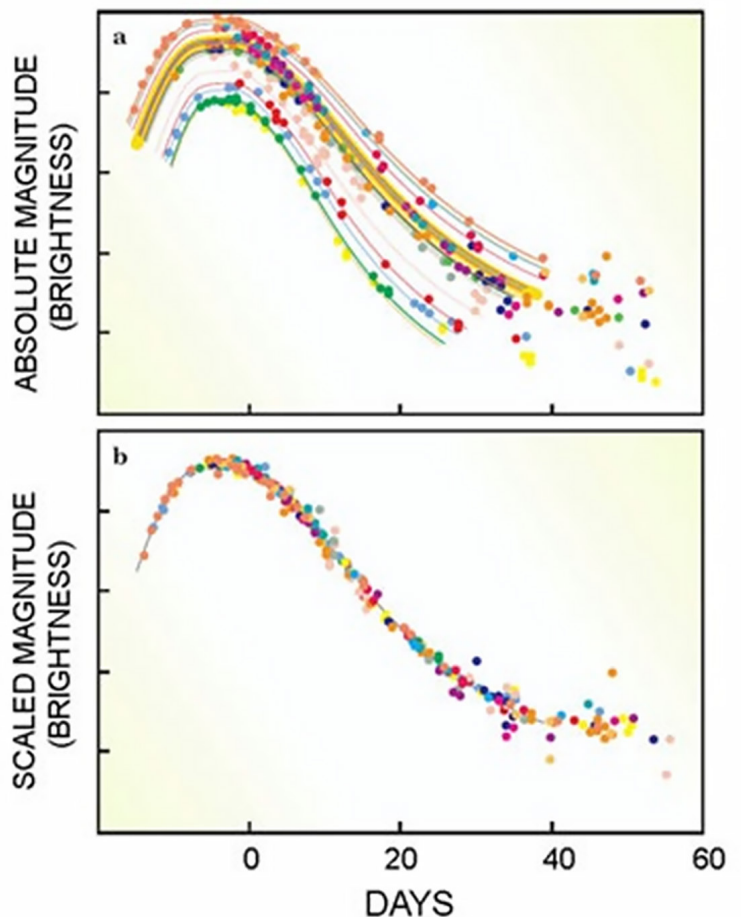 a
ABSOLUTE MAGNITUDE
(BRIGHTNESS)
b
SCALED MAGNITUDE
(BRIGHTNESS)
0 20 40 60
DAYS